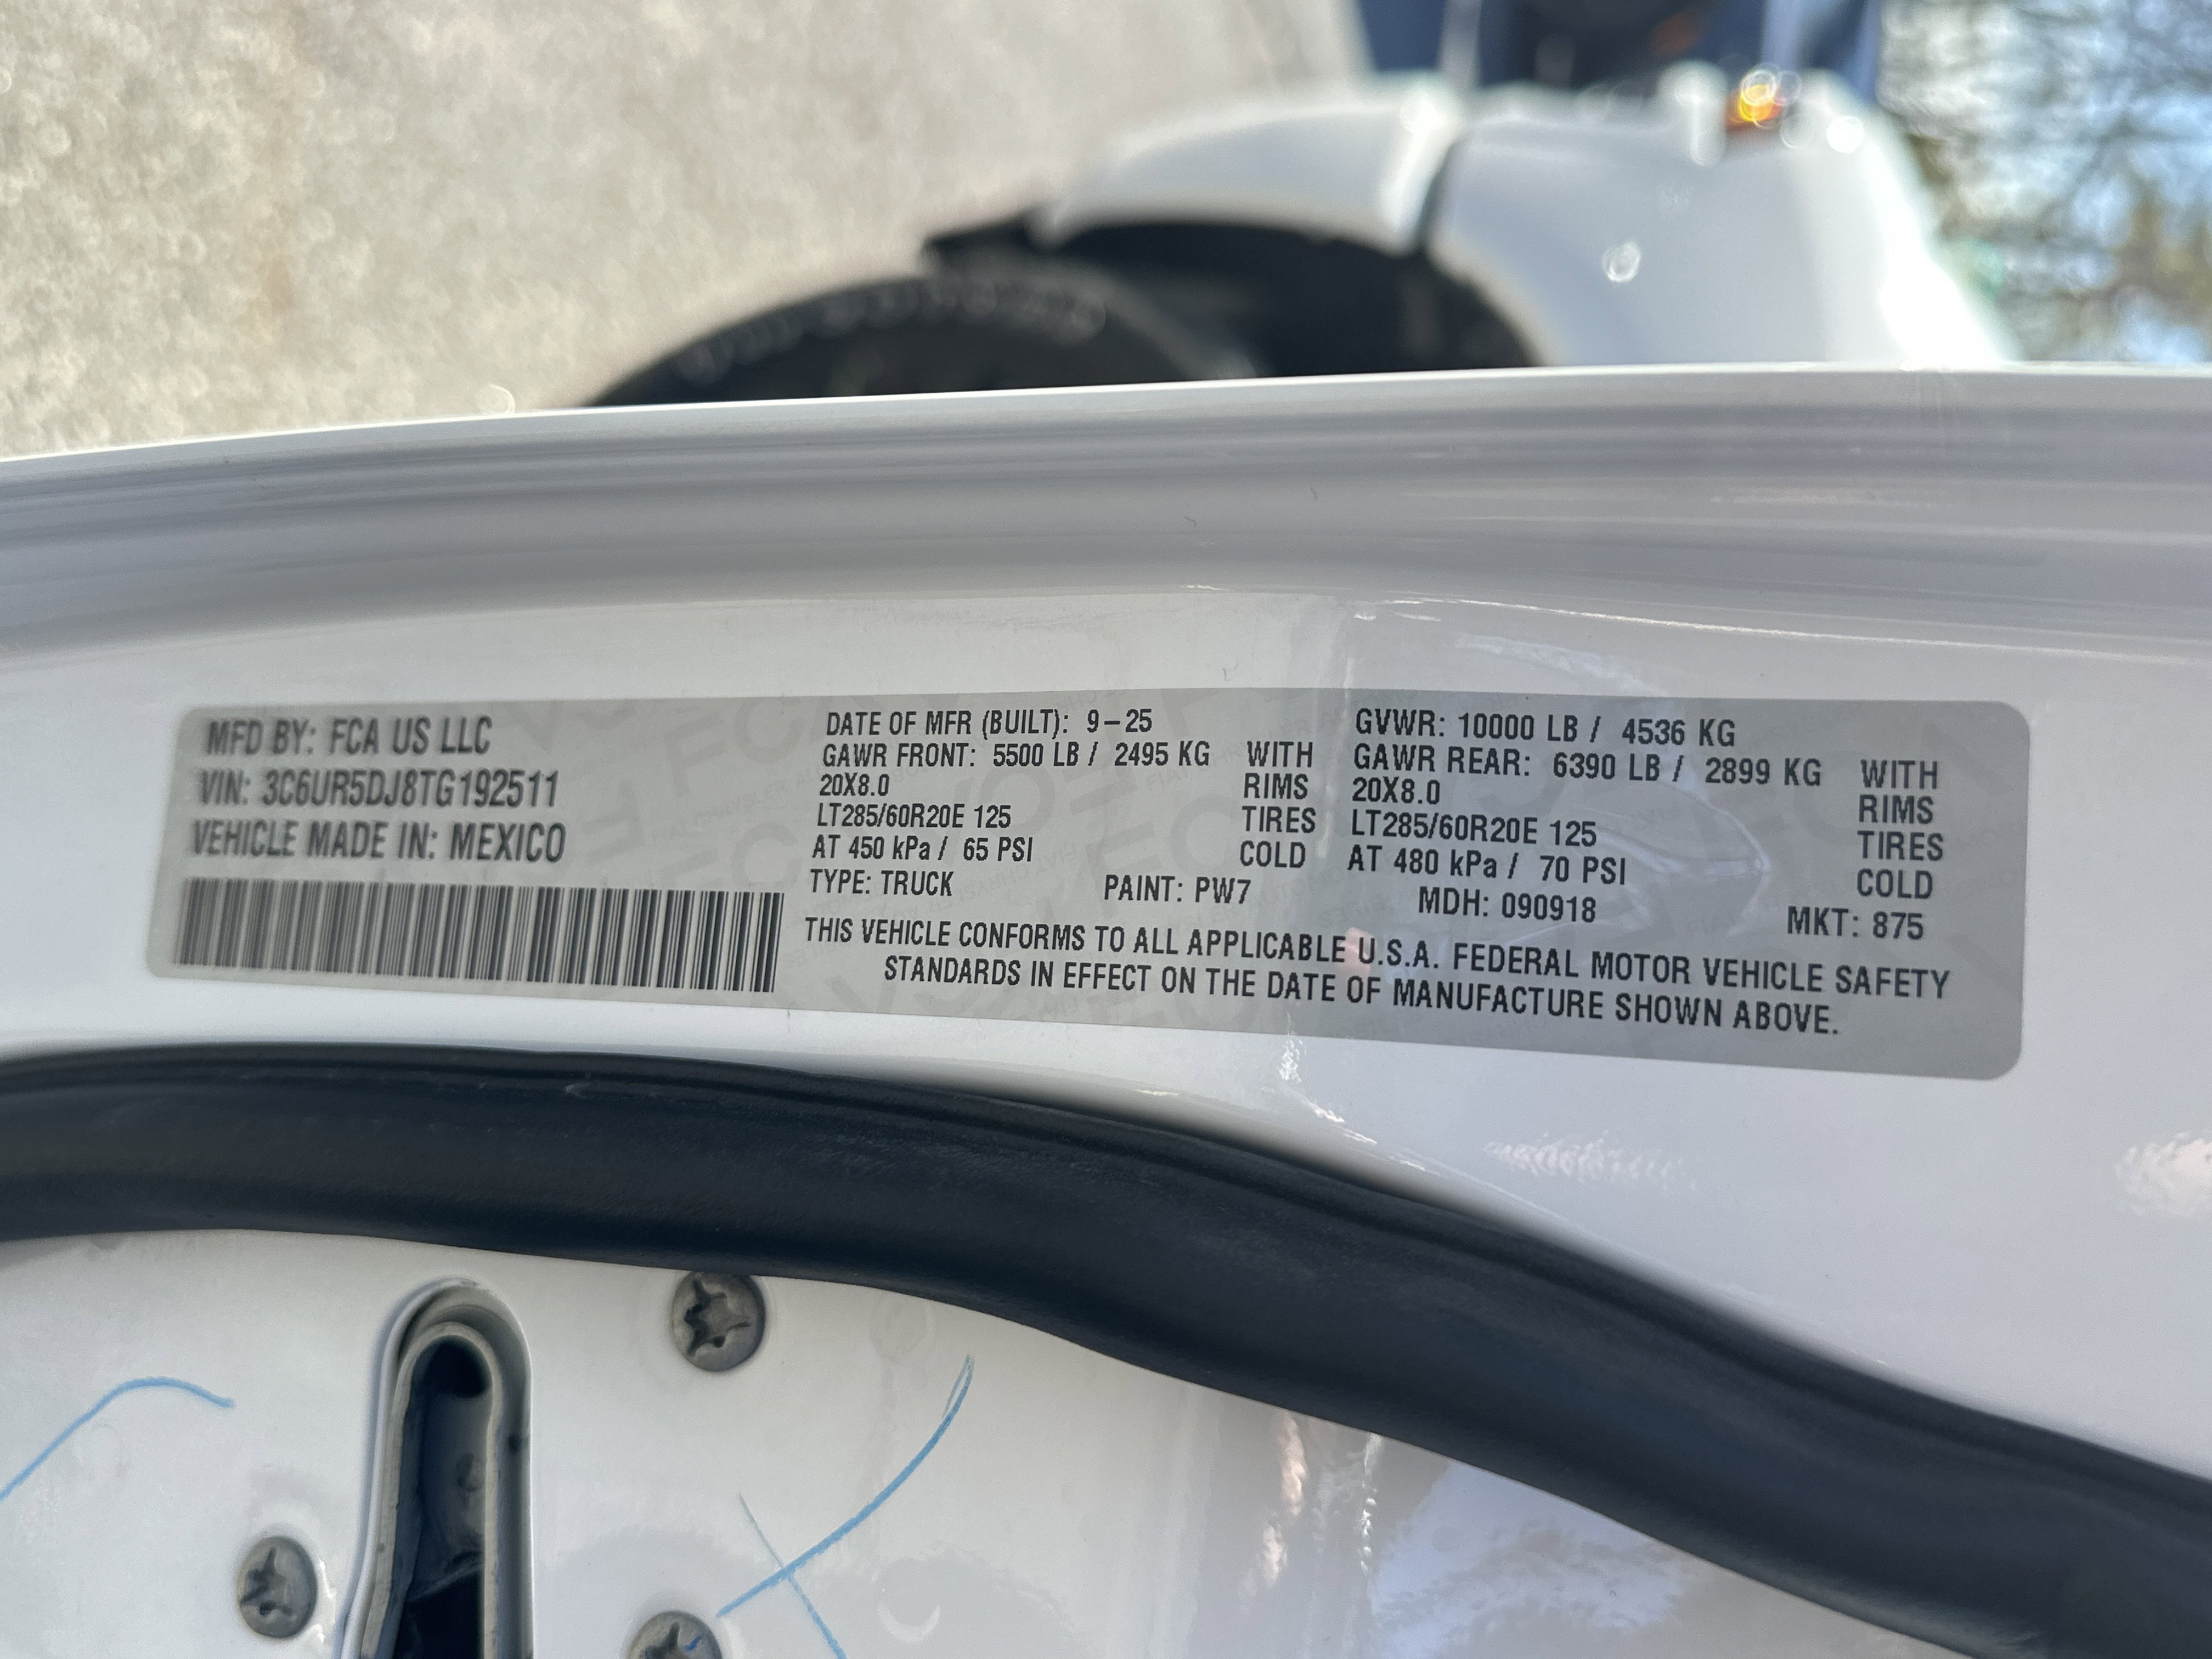 MFD BY: FCA US LLC
VIN: 3C6UR5DJ8TG192511
VEHICLE MADE IN: MEXICO
DATE OF MFR (BUILT): 9-25
GAWR FRONT: 5500 LB / 2495 KG WITH
20X8.0 RIMS
LT285/60R20E 125 TIRES
AT 450 kPa / 65 PSI COLD
GVWR: 10000 LB / 4536 KG
GAWR REAR: 6390 LB / 2899 KG WITH
20X8.0 RIMS
LT285/60R20E 125 TIRES
AT 480 kPa / 70 PSI COLD
TYPE: TRUCK PAINT: PW7 MDH: 090918 MKT: 875
THIS VEHICLE CONFORMS TO ALL APPLICABLE U.S.A. FEDERAL MOTOR VEHICLE SAFETY
STANDARDS IN EFFECT ON THE DATE OF MANUFACTURE SHOWN ABOVE.